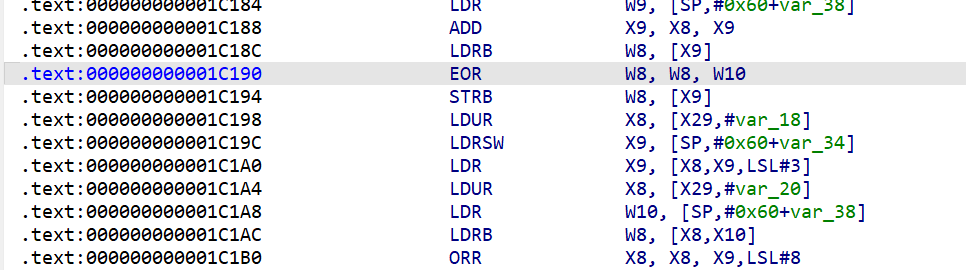 .text:000000000001C184 LDR W9, [SP,#0x60+var_38]
.text:000000000001C188 ADD X9, X8, X9
.text:000000000001C18C LDRB W8, [X9]
.text:000000000001C190 EOR W8, W8, W10
.text:000000000001C194 STRB W8, [X9]
.text:000000000001C198 LDUR X8, [X29,#var_18]
.text:000000000001C19C LDRSW X9, [SP,#0x60+var_34]
.text:000000000001C1A0 LDR X9, [X8,X9,LSL#3]
.text:000000000001C1A4 LDUR X8, [X29,#var_20]
.text:000000000001C1A8 LDR W10, [SP,#0x60+var_38]
.text:000000000001C1AC LDRB W8, [X8,X10]
.text:000000000001C1B0 ORR X8, X8, X9,LSL#8